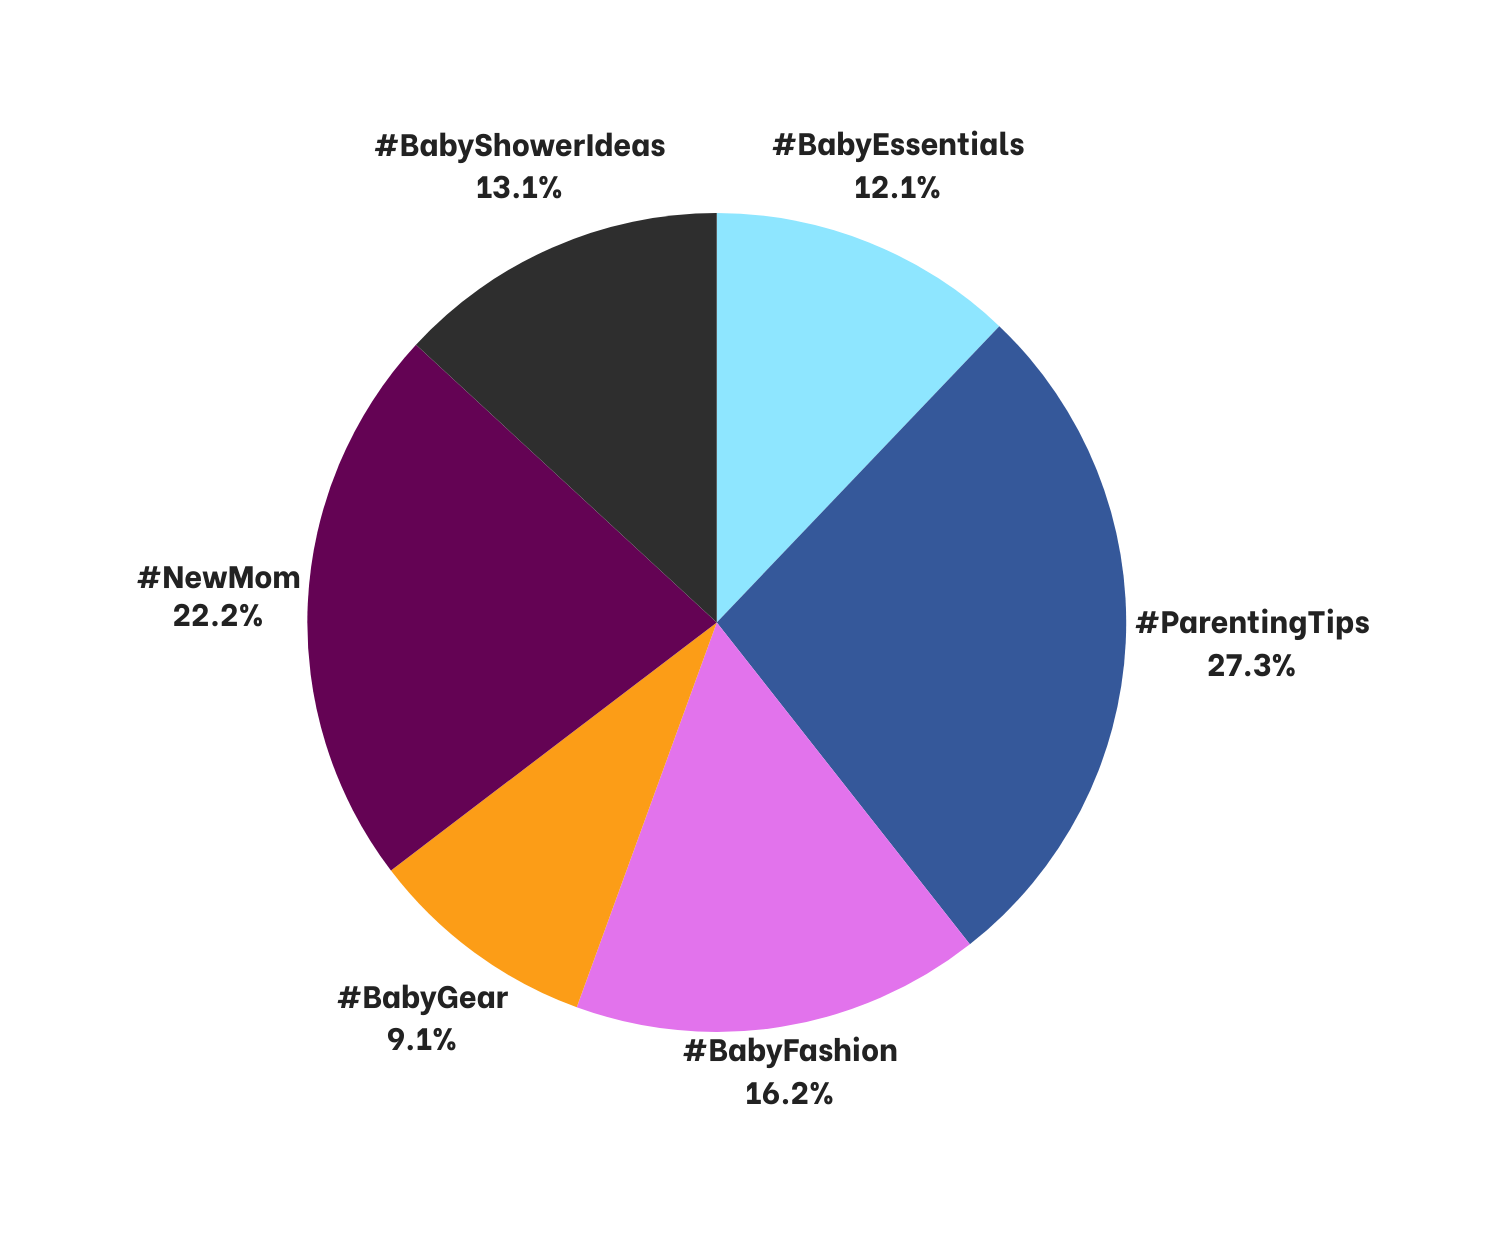 #BabyShowerIdeas
13.1%
#BabyEssentials
12.1%
#NewMom
22.2%
#ParentingTips
27.3%
#BabyGear
9.1%
#BabyFashion
16.2%